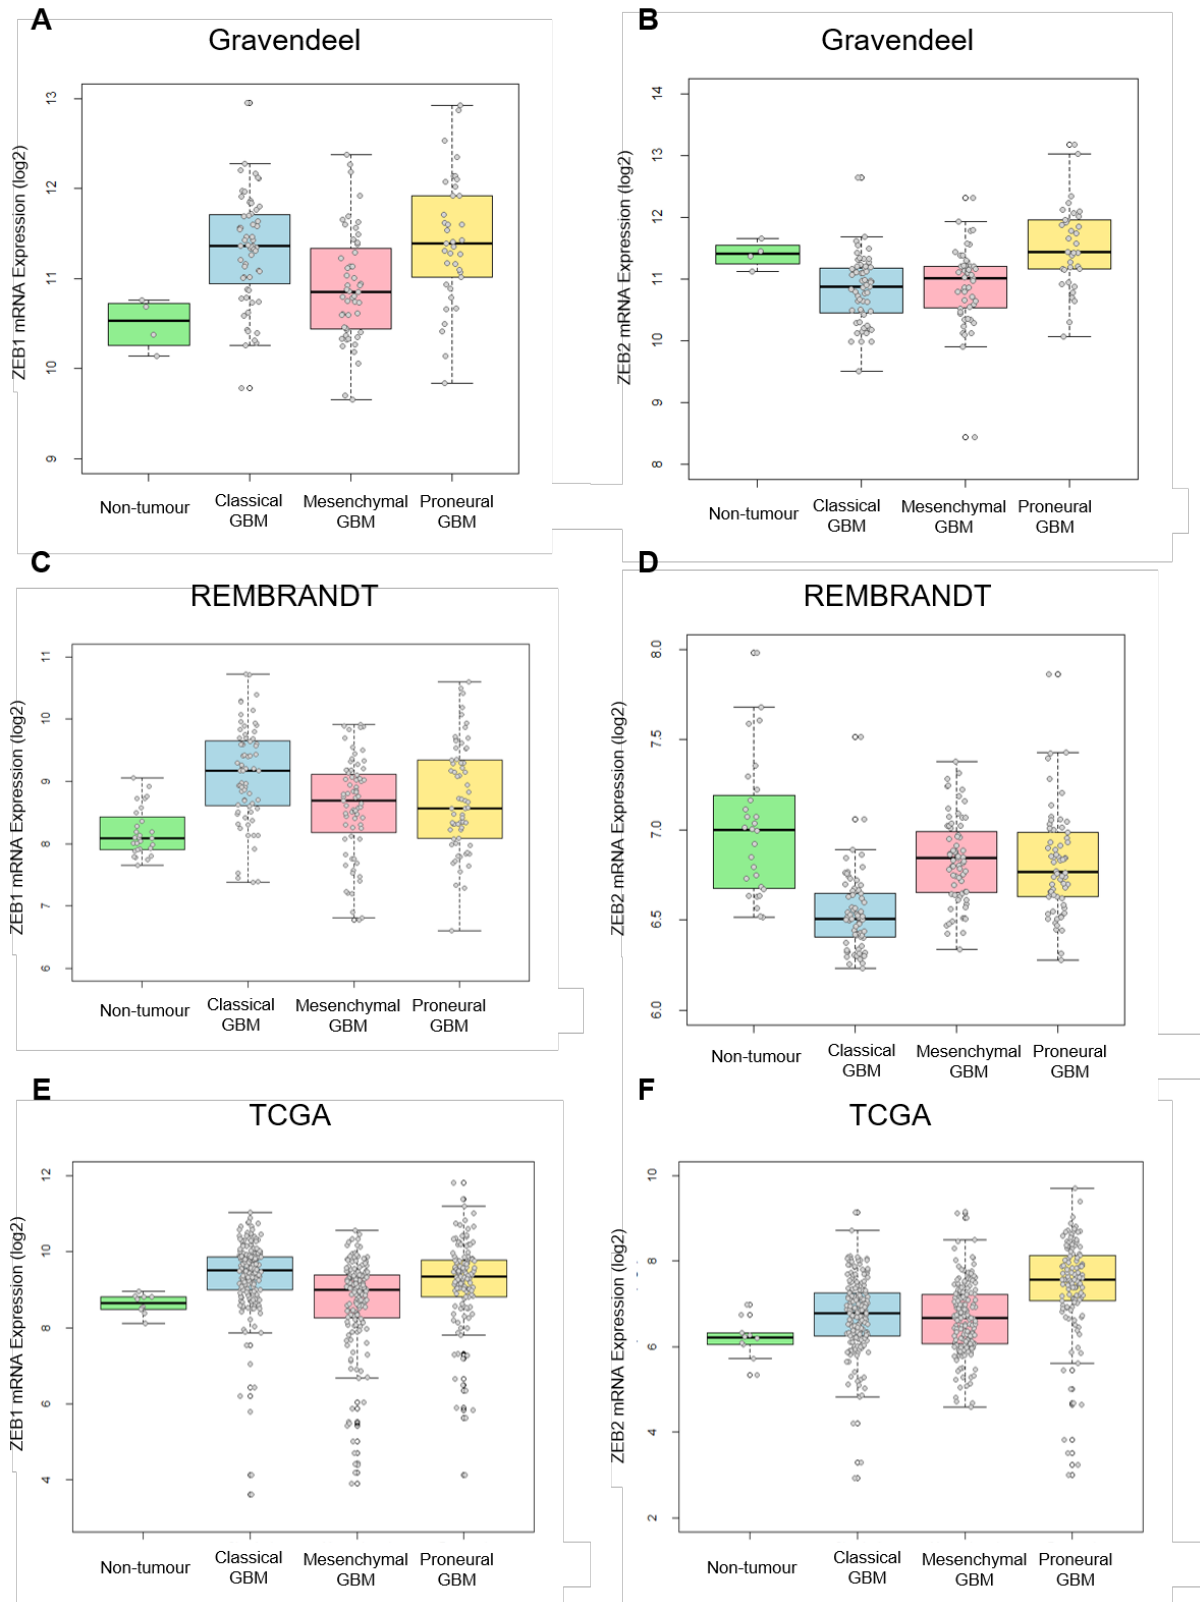 A
Gravendeel
ZEB1 mRNA Expression (log2)
13
12
11
10
9
Non-tumour
Classical
GBM
Mesenchymal
GBM
Proneural
GBM
B
Gravendeel
ZEB2 mRNA Expression (log2)
14
13
12
11
10
9
8
Non-tumour
Classical
GBM
Mesenchymal
GBM
Proneural
GBM
C
REMBRANDT
ZEB1 mRNA Expression (log2)
11
10
9
8
7
6
Non-tumour
Classical
GBM
Mesenchymal
GBM
Proneural
GBM
D
REMBRANDT
ZEB2 mRNA Expression (log2)
8.0
7.5
7.0
6.5
6.0
Non-tumour
Classical
GBM
Mesenchymal
GBM
Proneural
GBM
E
TCGA
ZEB1 mRNA Expression (log2)
12
10
8
6
4
Non-tumour
Classical
GBM
Mesenchymal
GBM
Proneural
GBM
F
TCGA
ZEB2 mRNA Expression (log2)
10
8
6
4
2
Non-tumour
Classical
GBM
Mesenchymal
GBM
Proneural
GBM